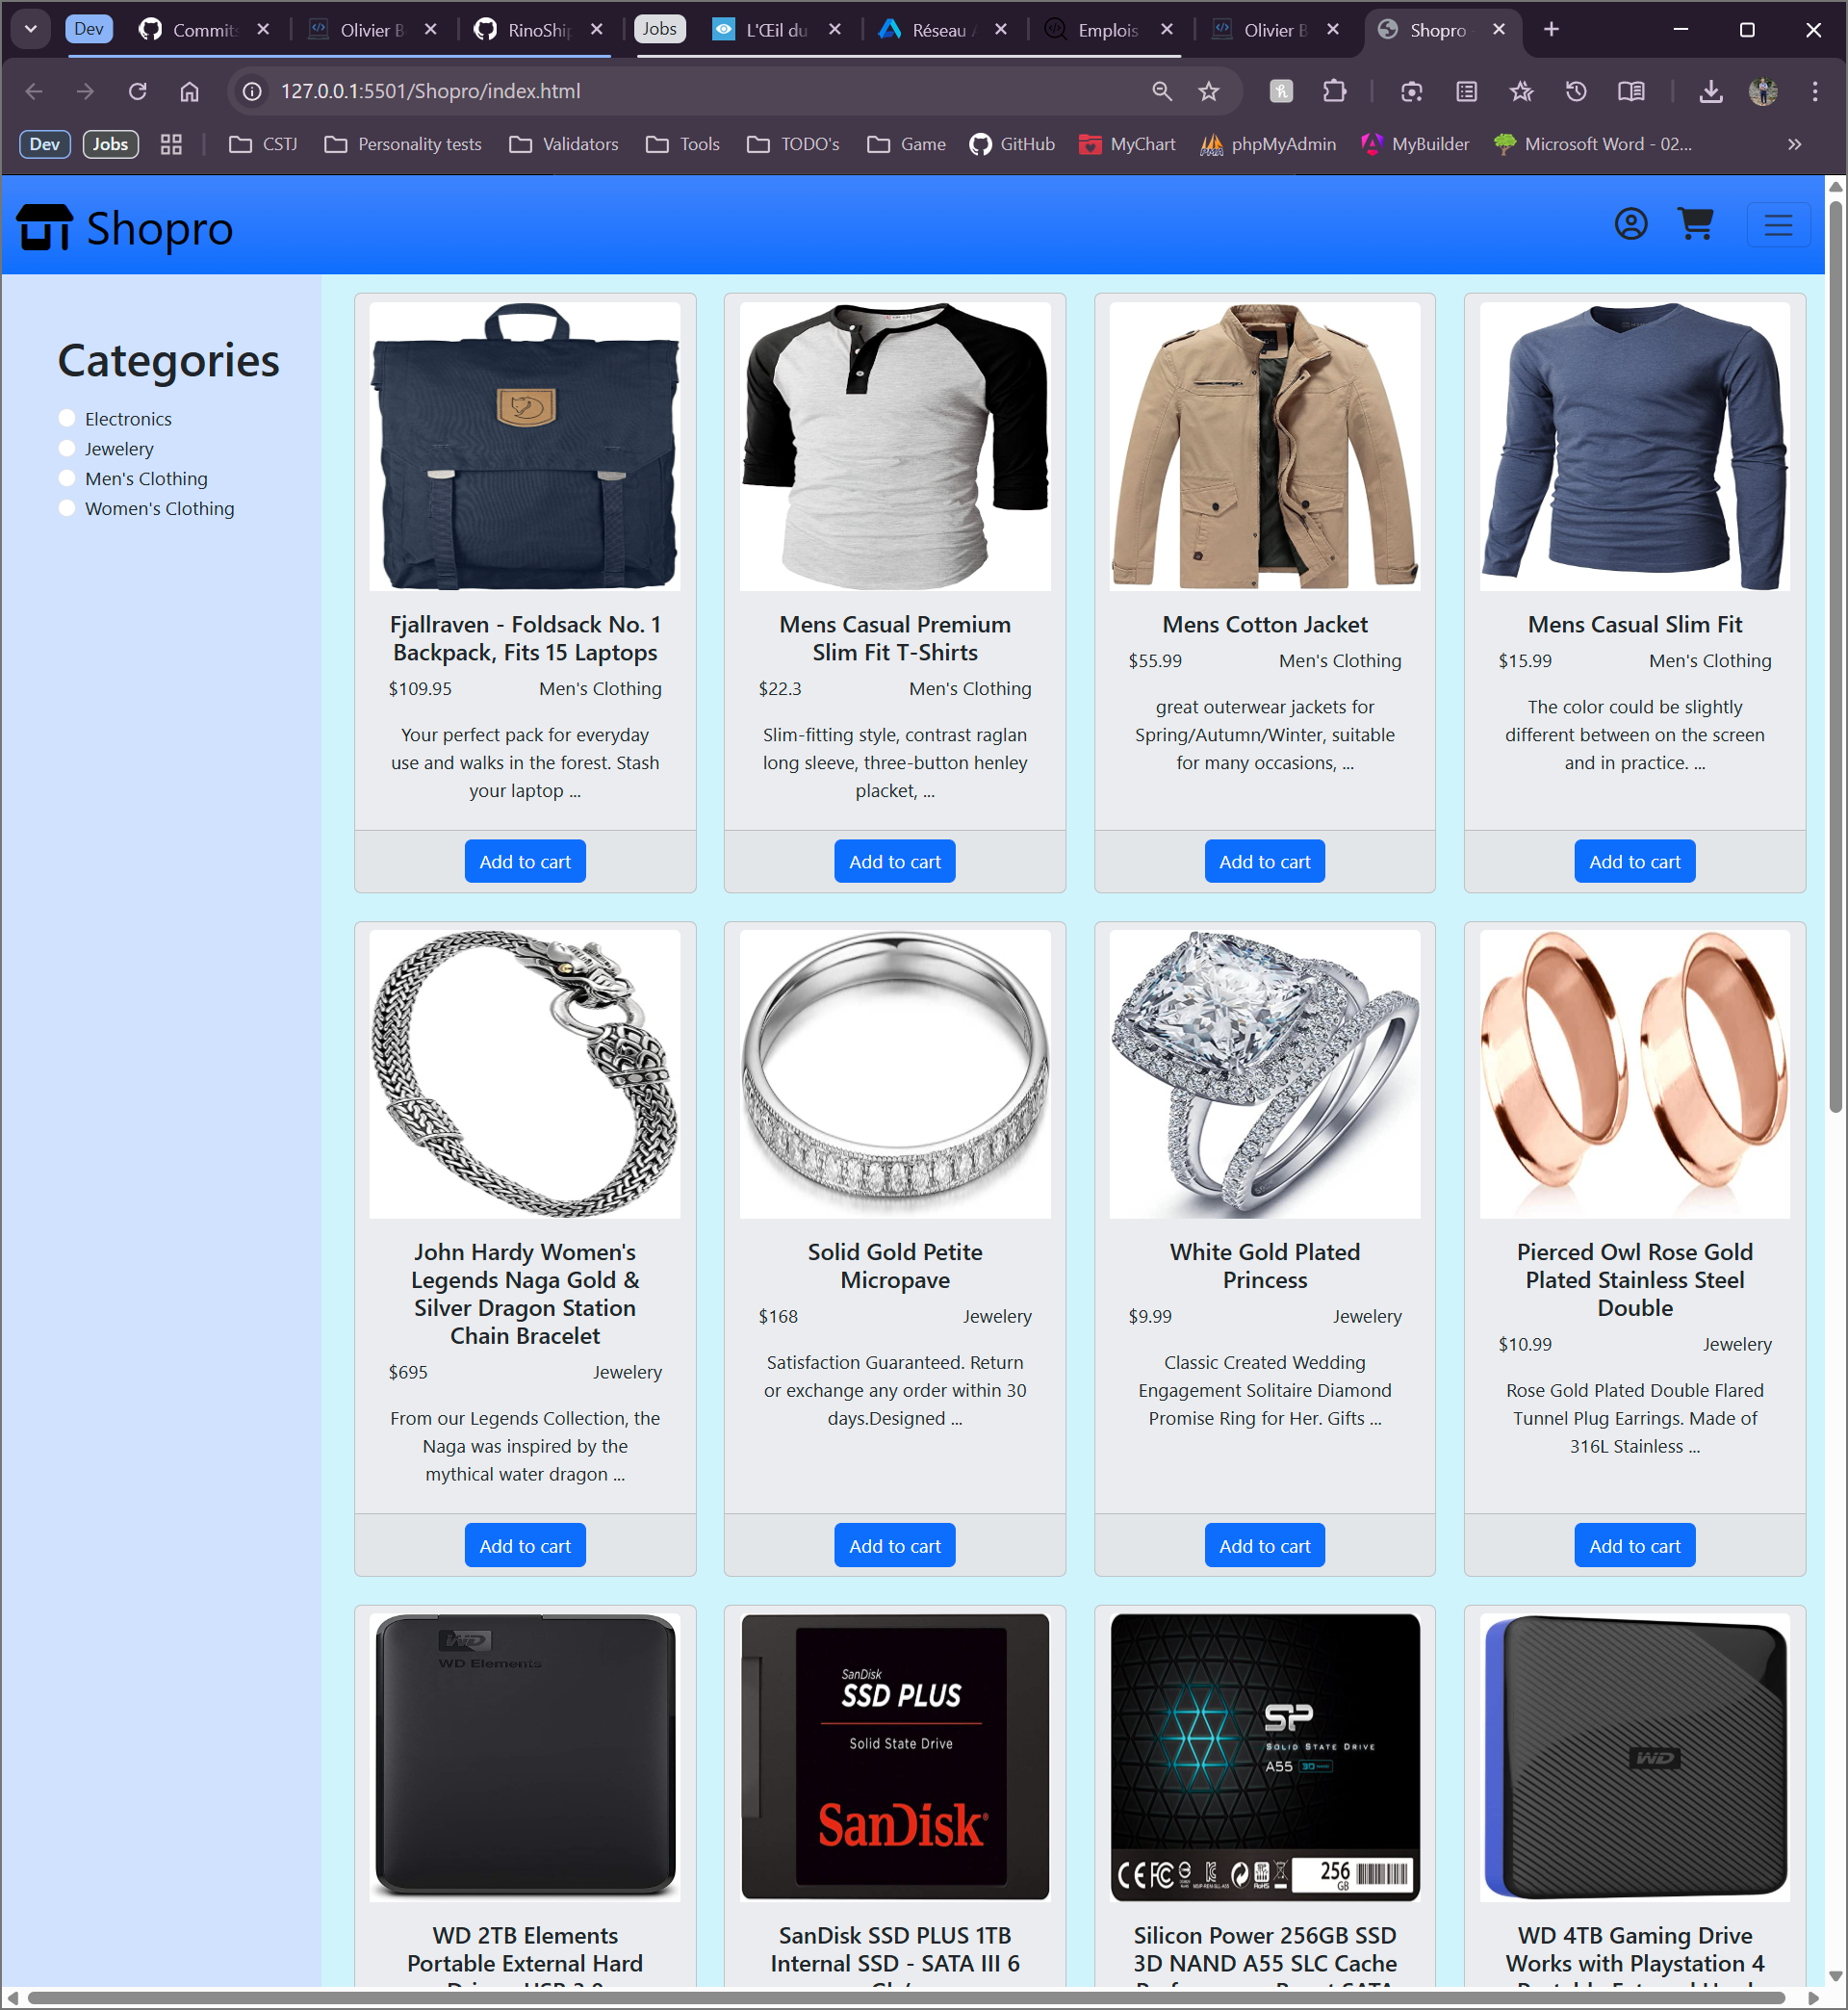 Dev
Commits
Olivier B
RinoShip
Jobs
L'Œil du
Réseau
Emplois
Olivier B
Shopro
127.0.0.1:5501/Shopro/index.html
Dev
Jobs
CSTJ
Personality tests
Validators
Tools
TODO's
Game
GitHub
MyChart
phpMyAdmin
MyBuilder
Microsoft Word - 02...
Shopro
Categories
Electronics
Jewelery
Men's Clothing
Women's Clothing
Fjallraven - Foldsack No. 1
Backpack, Fits 15 Laptops
$109.95 Men's Clothing
Your perfect pack for everyday
use and walks in the forest. Stash
your laptop ...
Add to cart
Mens Casual Premium
Slim Fit T-Shirts
$22.3 Men's Clothing
Slim-fitting style, contrast raglan
long sleeve, three-button henley
placket, ...
Add to cart
Mens Cotton Jacket
$55.99 Men's Clothing
great outerwear jackets for
Spring/Autumn/Winter, suitable
for many occasions, ...
Add to cart
Mens Casual Slim Fit
$15.99 Men's Clothing
The color could be slightly
different between on the screen
and in practice. ...
Add to cart
John Hardy Women's
Legends Naga Gold &
Silver Dragon Station
Chain Bracelet
$695 Jewelery
From our Legends Collection, the
Naga was inspired by the
mythical water dragon ...
Add to cart
Solid Gold Petite
Micropave
$168 Jewelery
Satisfaction Guaranteed. Return
or exchange any order within 30
days.Designed ...
Add to cart
White Gold Plated
Princess
$9.99 Jewelery
Classic Created Wedding
Engagement Solitaire Diamond
Promise Ring for Her. Gifts ...
Add to cart
Pierced Owl Rose Gold
Plated Stainless Steel
Double
$10.99 Jewelery
Rose Gold Plated Double Flared
Tunnel Plug Earrings. Made of
316L Stainless ...
Add to cart
WD
WD Elements
WD 2TB Elements
Portable External Hard
SanDisk
SSD PLUS
Solid State Drive
SanDisk
SanDisk SSD PLUS 1TB
Internal SSD - SATA III 6
SP
SOLID STATE DRIVE
A55
256
GB
Silicon Power 256GB SSD
3D NAND A55 SLC Cache
WD
WD 4TB Gaming Drive
Works with Playstation 4